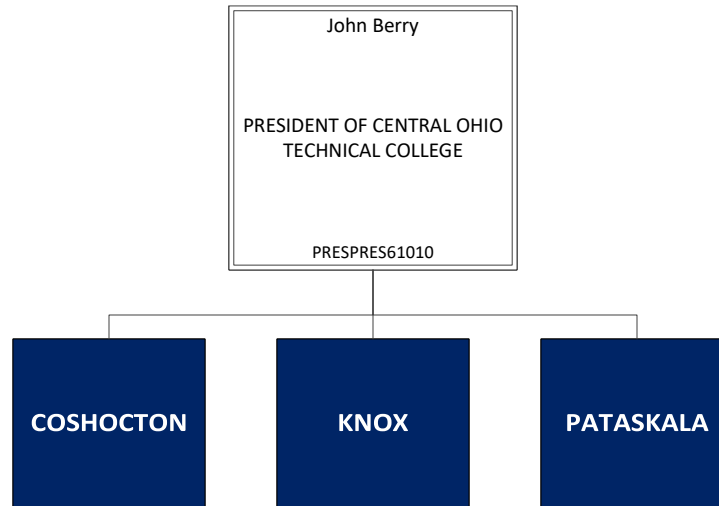 John Berry
PRESIDENT OF CENTRAL OHIO
TECHNICAL COLLEGE
PRESPRES61010
COSHOCTON
KNOX
PATASKALA